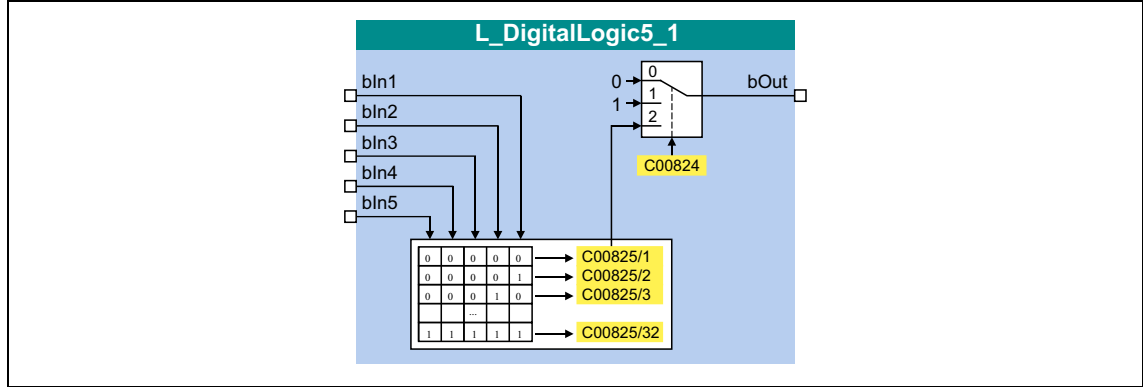 L_DigitalLogic5_1
bIn1
bIn2
bIn3
bIn4
bIn5
0 0
1 1
2
bOut
C00824
0 0 0 0 0 C00825/1
0 0 0 0 1 C00825/2
0 0 0 1 0 C00825/3
...
1 1 1 1 1 C00825/32